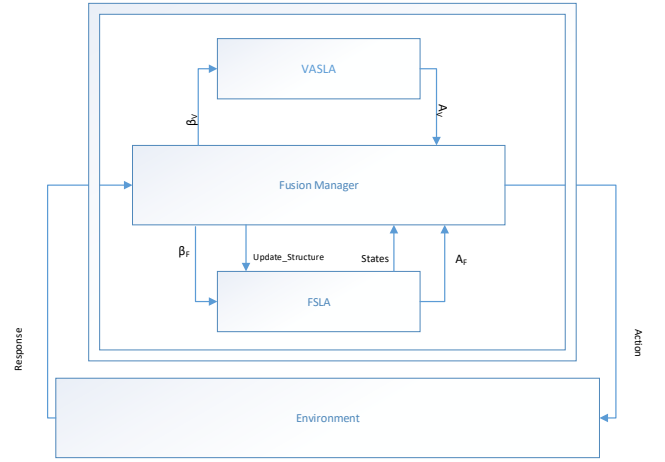 VASLA
βV
AV
Fusion Manager
βF
Update_Structure
States
AF
FSLA
Response
Action
Environment